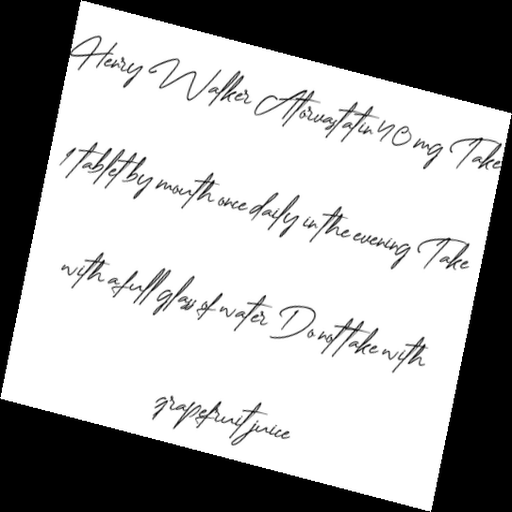 Henry Walker Atorvastatin 40 mg Take
1 tablet by mouth once daily in the evening Take
with a full glass of water Do not take with
grapefruit juice